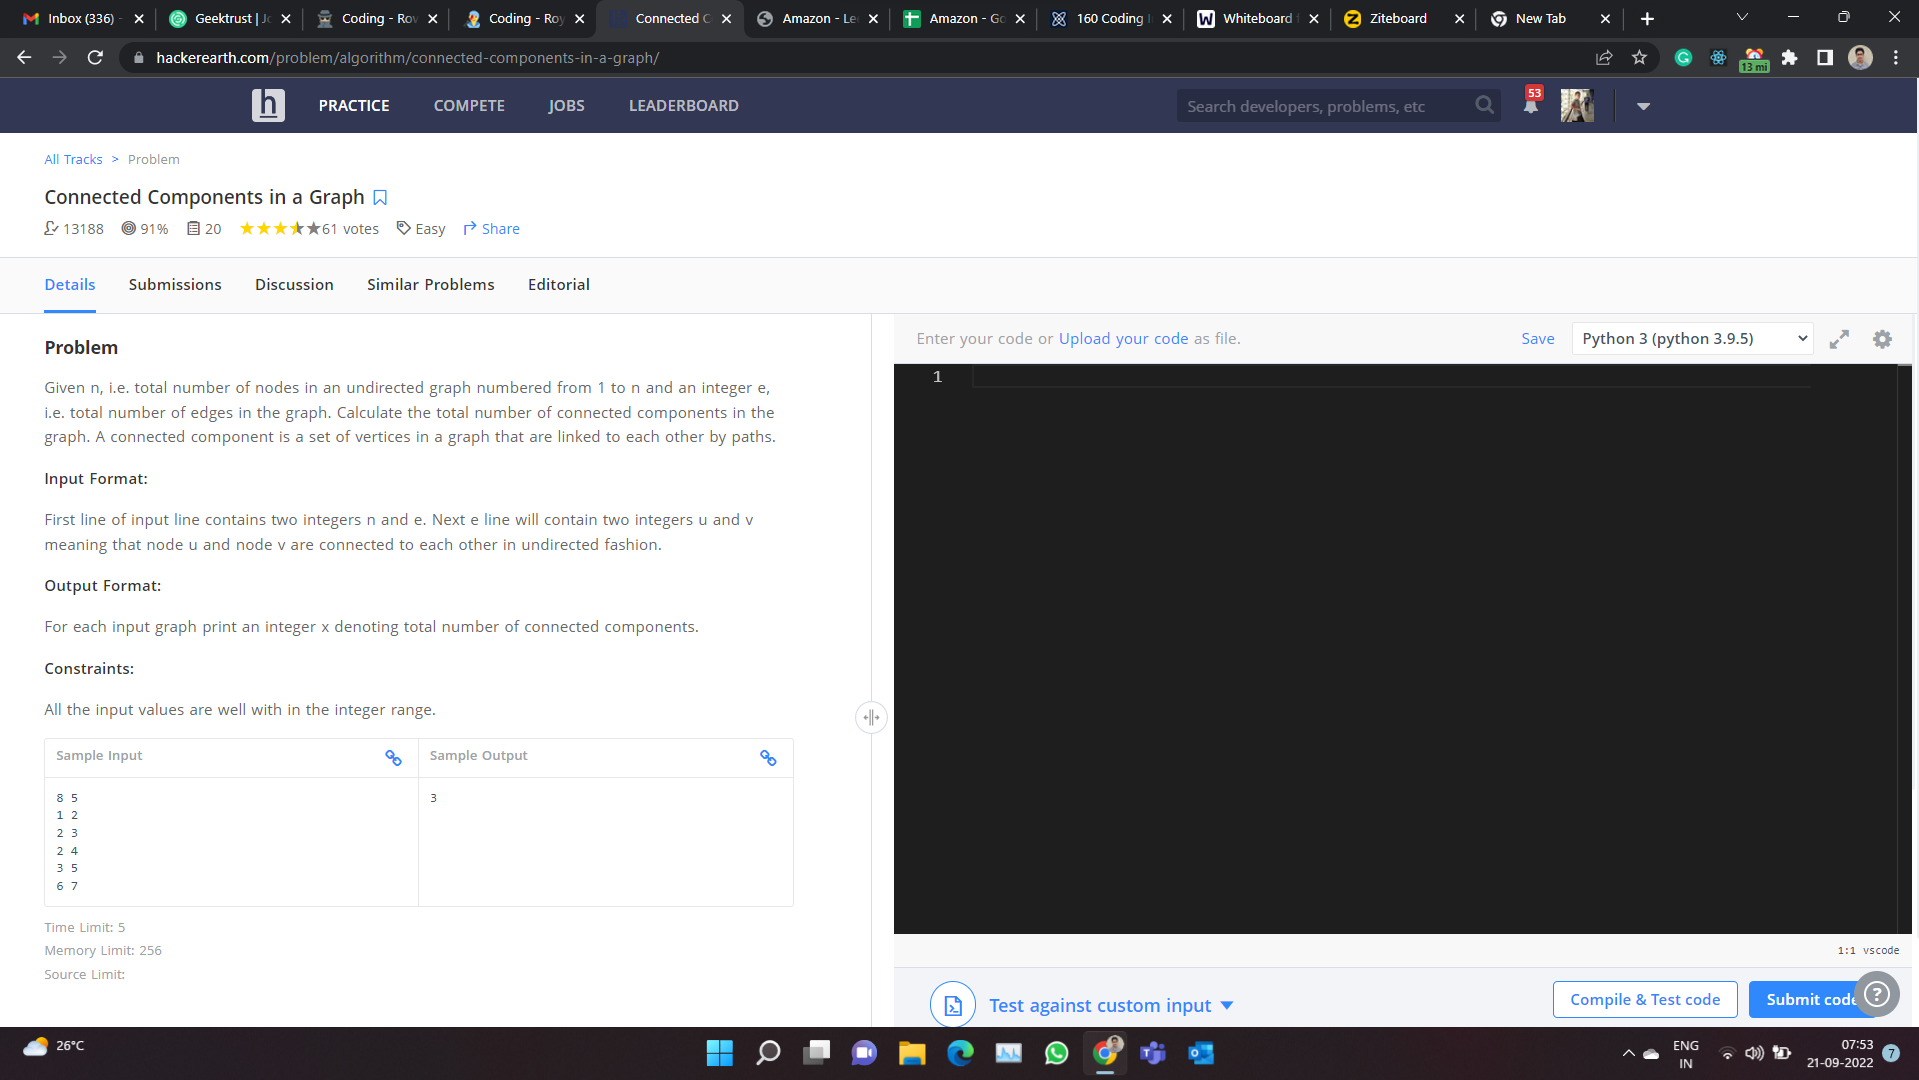 Inbox (336) -
Geektrust | Jo
Coding - Rov
Coding - Roy
Connected C
Amazon - Le
Amazon - Go
160 Coding I
Whiteboard
Ziteboard
New Tab
hackerearth.com/problem/algorithm/connected-components-in-a-graph/
13 mi
h
PRACTICE
COMPETE
JOBS
LEADERBOARD
Search developers, problems, etc
53
All Tracks > Problem
Connected Components in a Graph
13188
91%
20
61 votes
Easy
Share
Details
Submissions
Discussion
Similar Problems
Editorial
Problem
Given n, i.e. total number of nodes in an undirected graph numbered from 1 to n and an integer e,
i.e. total number of edges in the graph. Calculate the total number of connected components in the
graph. A connected component is a set of vertices in a graph that are linked to each other by paths.
Input Format:
First line of input line contains two integers n and e. Next e line will contain two integers u and v
meaning that node u and node v are connected to each other in undirected fashion.
Output Format:
For each input graph print an integer x denoting total number of connected components.
Constraints:
All the input values are well with in the integer range.
Sample Input
8 5
1 2
2 3
2 4
3 5
6 7
Sample Output
3
Time Limit: 5
Memory Limit: 256
Source Limit:
Enter your code or Upload your code as file.
Save
Python 3 (python 3.9.5)
1
1:1 vscode
Test against custom input
Compile & Test code
Submit code
?
26°C
ENG
IN
07:53
21-09-2022
7